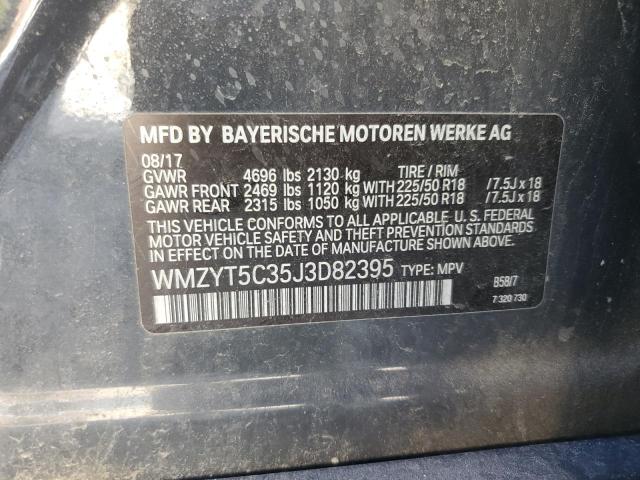 MFD BY BAYERISCHE MOTOREN WERKE AG
08/17
GVWR 4696 lbs 2130 kg TIRE / RIM
GAWR FRONT 2469 lbs 1120 kg WITH 225/50 R18 /7.5J x 18
GAWR REAR 2315 lbs 1050 kg WITH 225/50 R18 /7.5J x 18
THIS VEHICLE CONFORMS TO ALL APPLICABLE U. S. FEDERAL
MOTOR VEHICLE SAFETY AND THEFT PREVENTION STANDARDS
IN EFFECT ON THE DATE OF MANUFACTURE SHOWN ABOVE.
WMZYT5C35J3D82395 TYPE: MPV B58/7
7 320 730